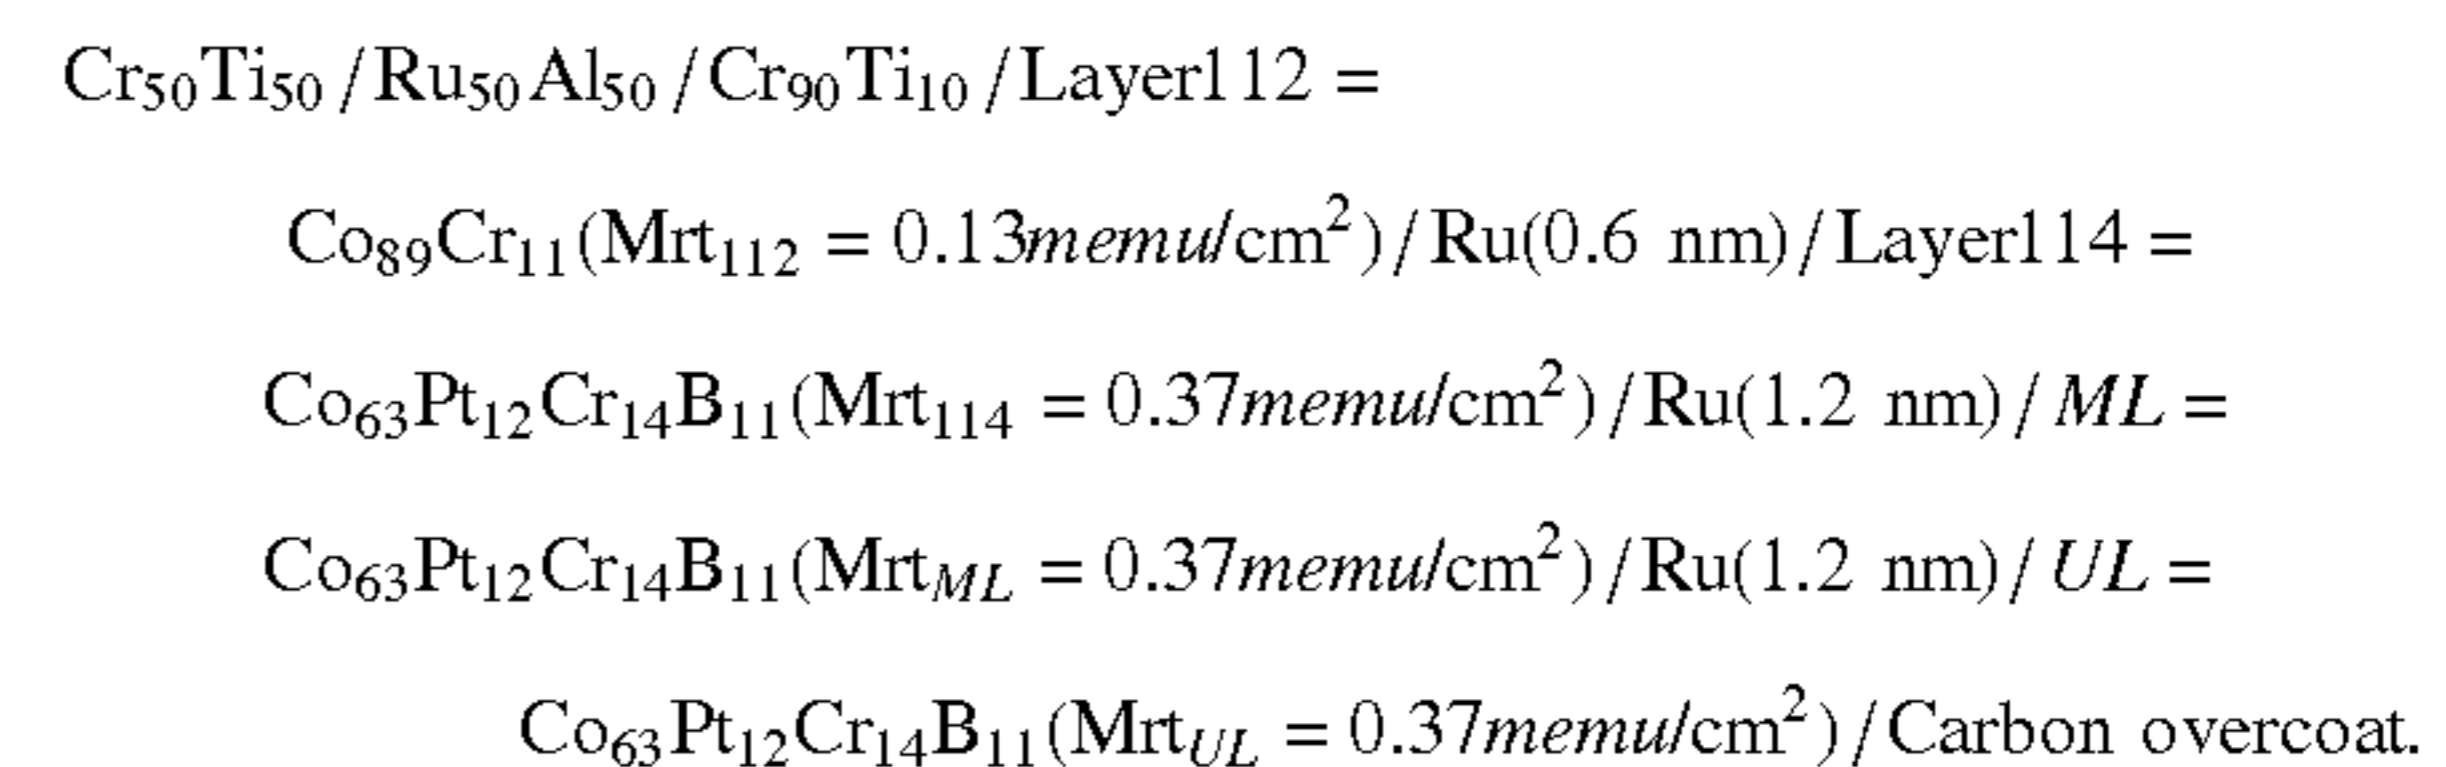 Cr₅₀Ti₅₀/Ru₅₀Al₅₀/Cr₉₀Ti₁₀/Layer112 =
Co₈₉Cr₁₁(Mrt₁₁₂ = 0.13memu/cm²)/Ru(0.6 nm)/Layer114 =
Co₆₃Pt₁₂Cr₁₄B₁₁(Mrt₁₁₄ = 0.37memu/cm²)/Ru(1.2 nm)/ML =
Co₆₃Pt₁₂Cr₁₄B₁₁(Mrt_ML = 0.37memu/cm²)/Ru(1.2 nm)/UL =
Co₆₃Pt₁₂Cr₁₄B₁₁(Mrt_UL = 0.37memu/cm²)/Carbon overcoat.